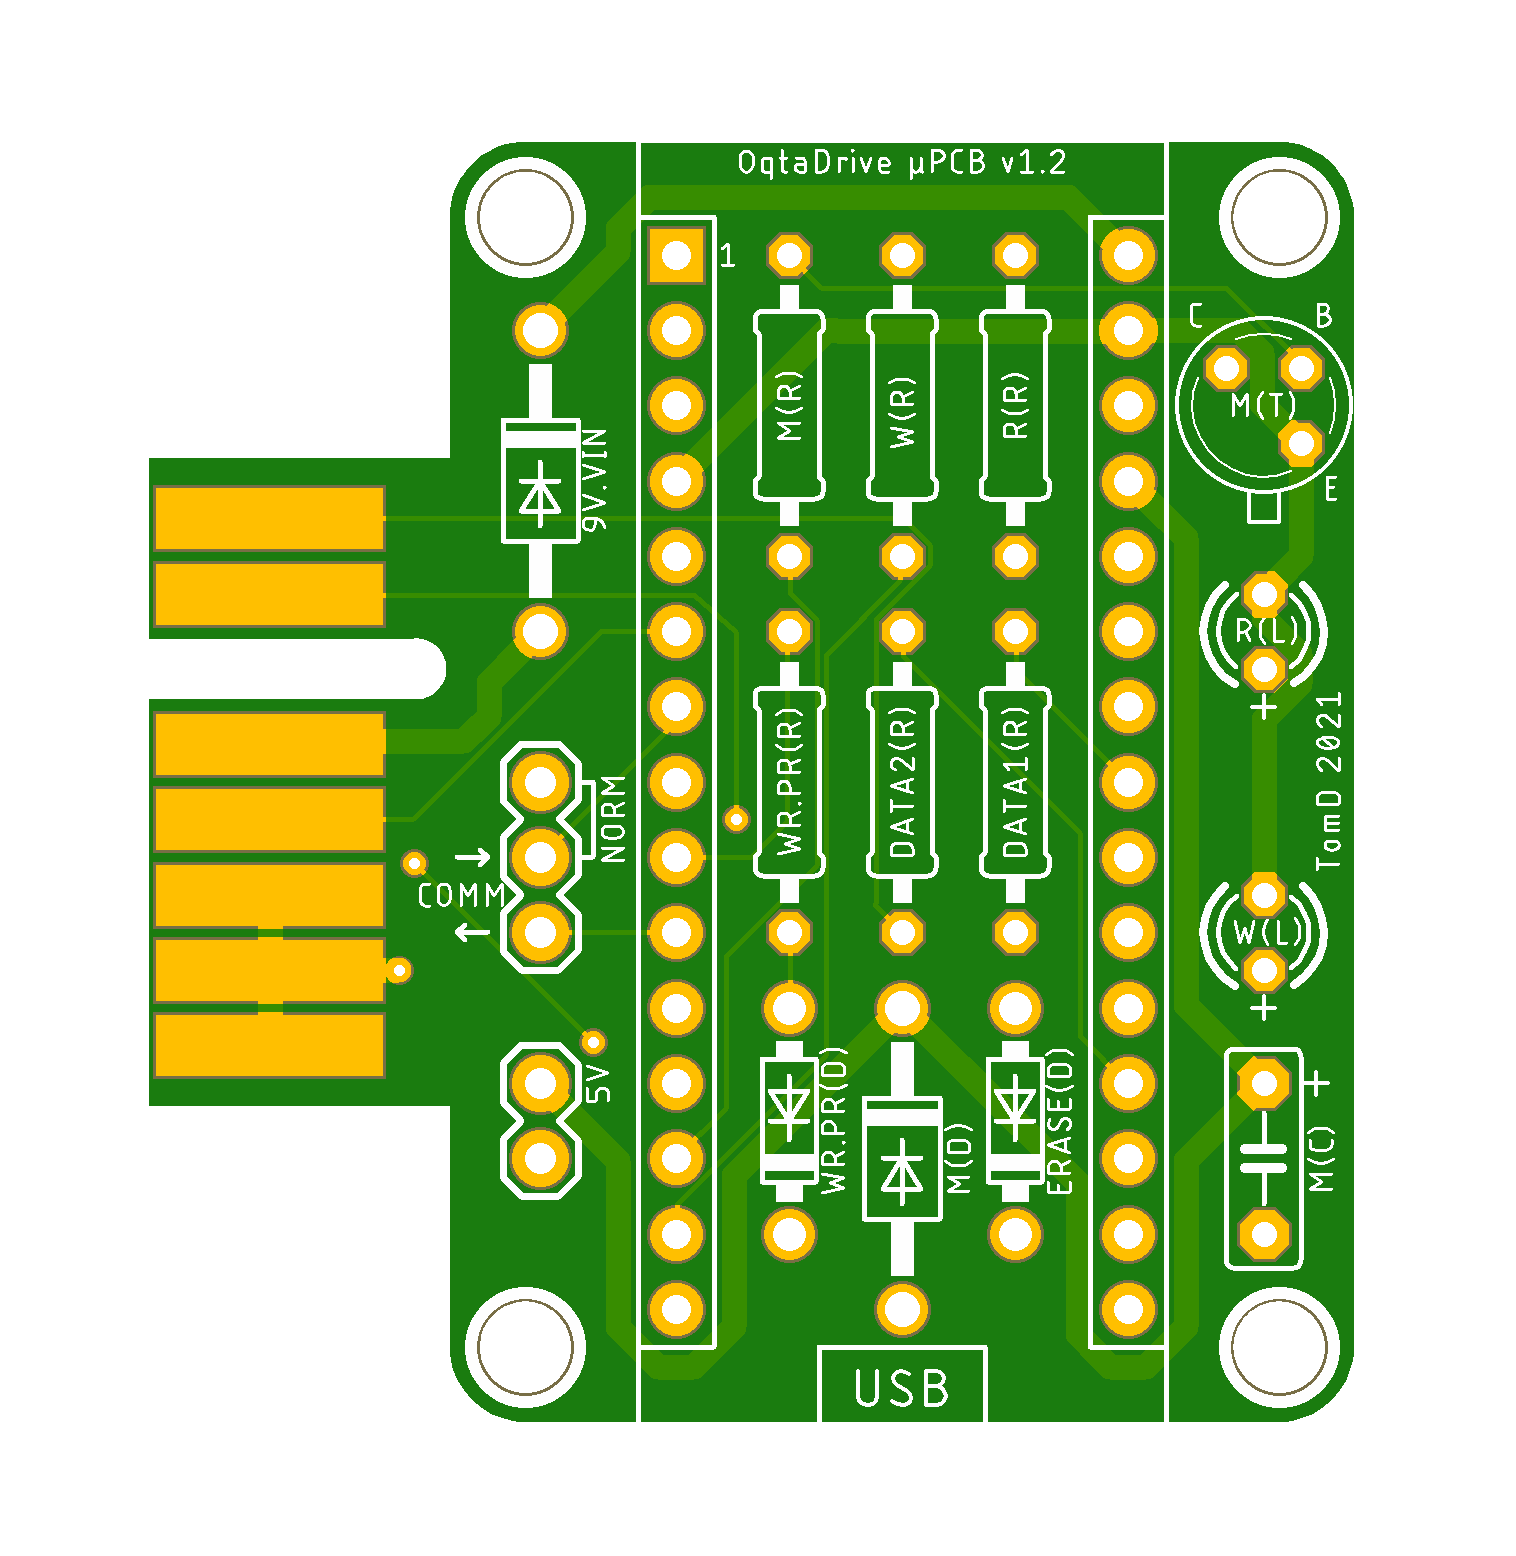 OqtaDrive µPCB v1.2
1
C
B
M(T)
E
9V.VIN
M(R)
W(R)
R(R)
R(L)
+
TomD 2021
NORM
COMM
WR.PR(R)
DATA2(R)
DATA1(R)
W(L)
+
5V
WR.PR(D)
M(D)
ERASE(D)
+
M(C)
USB